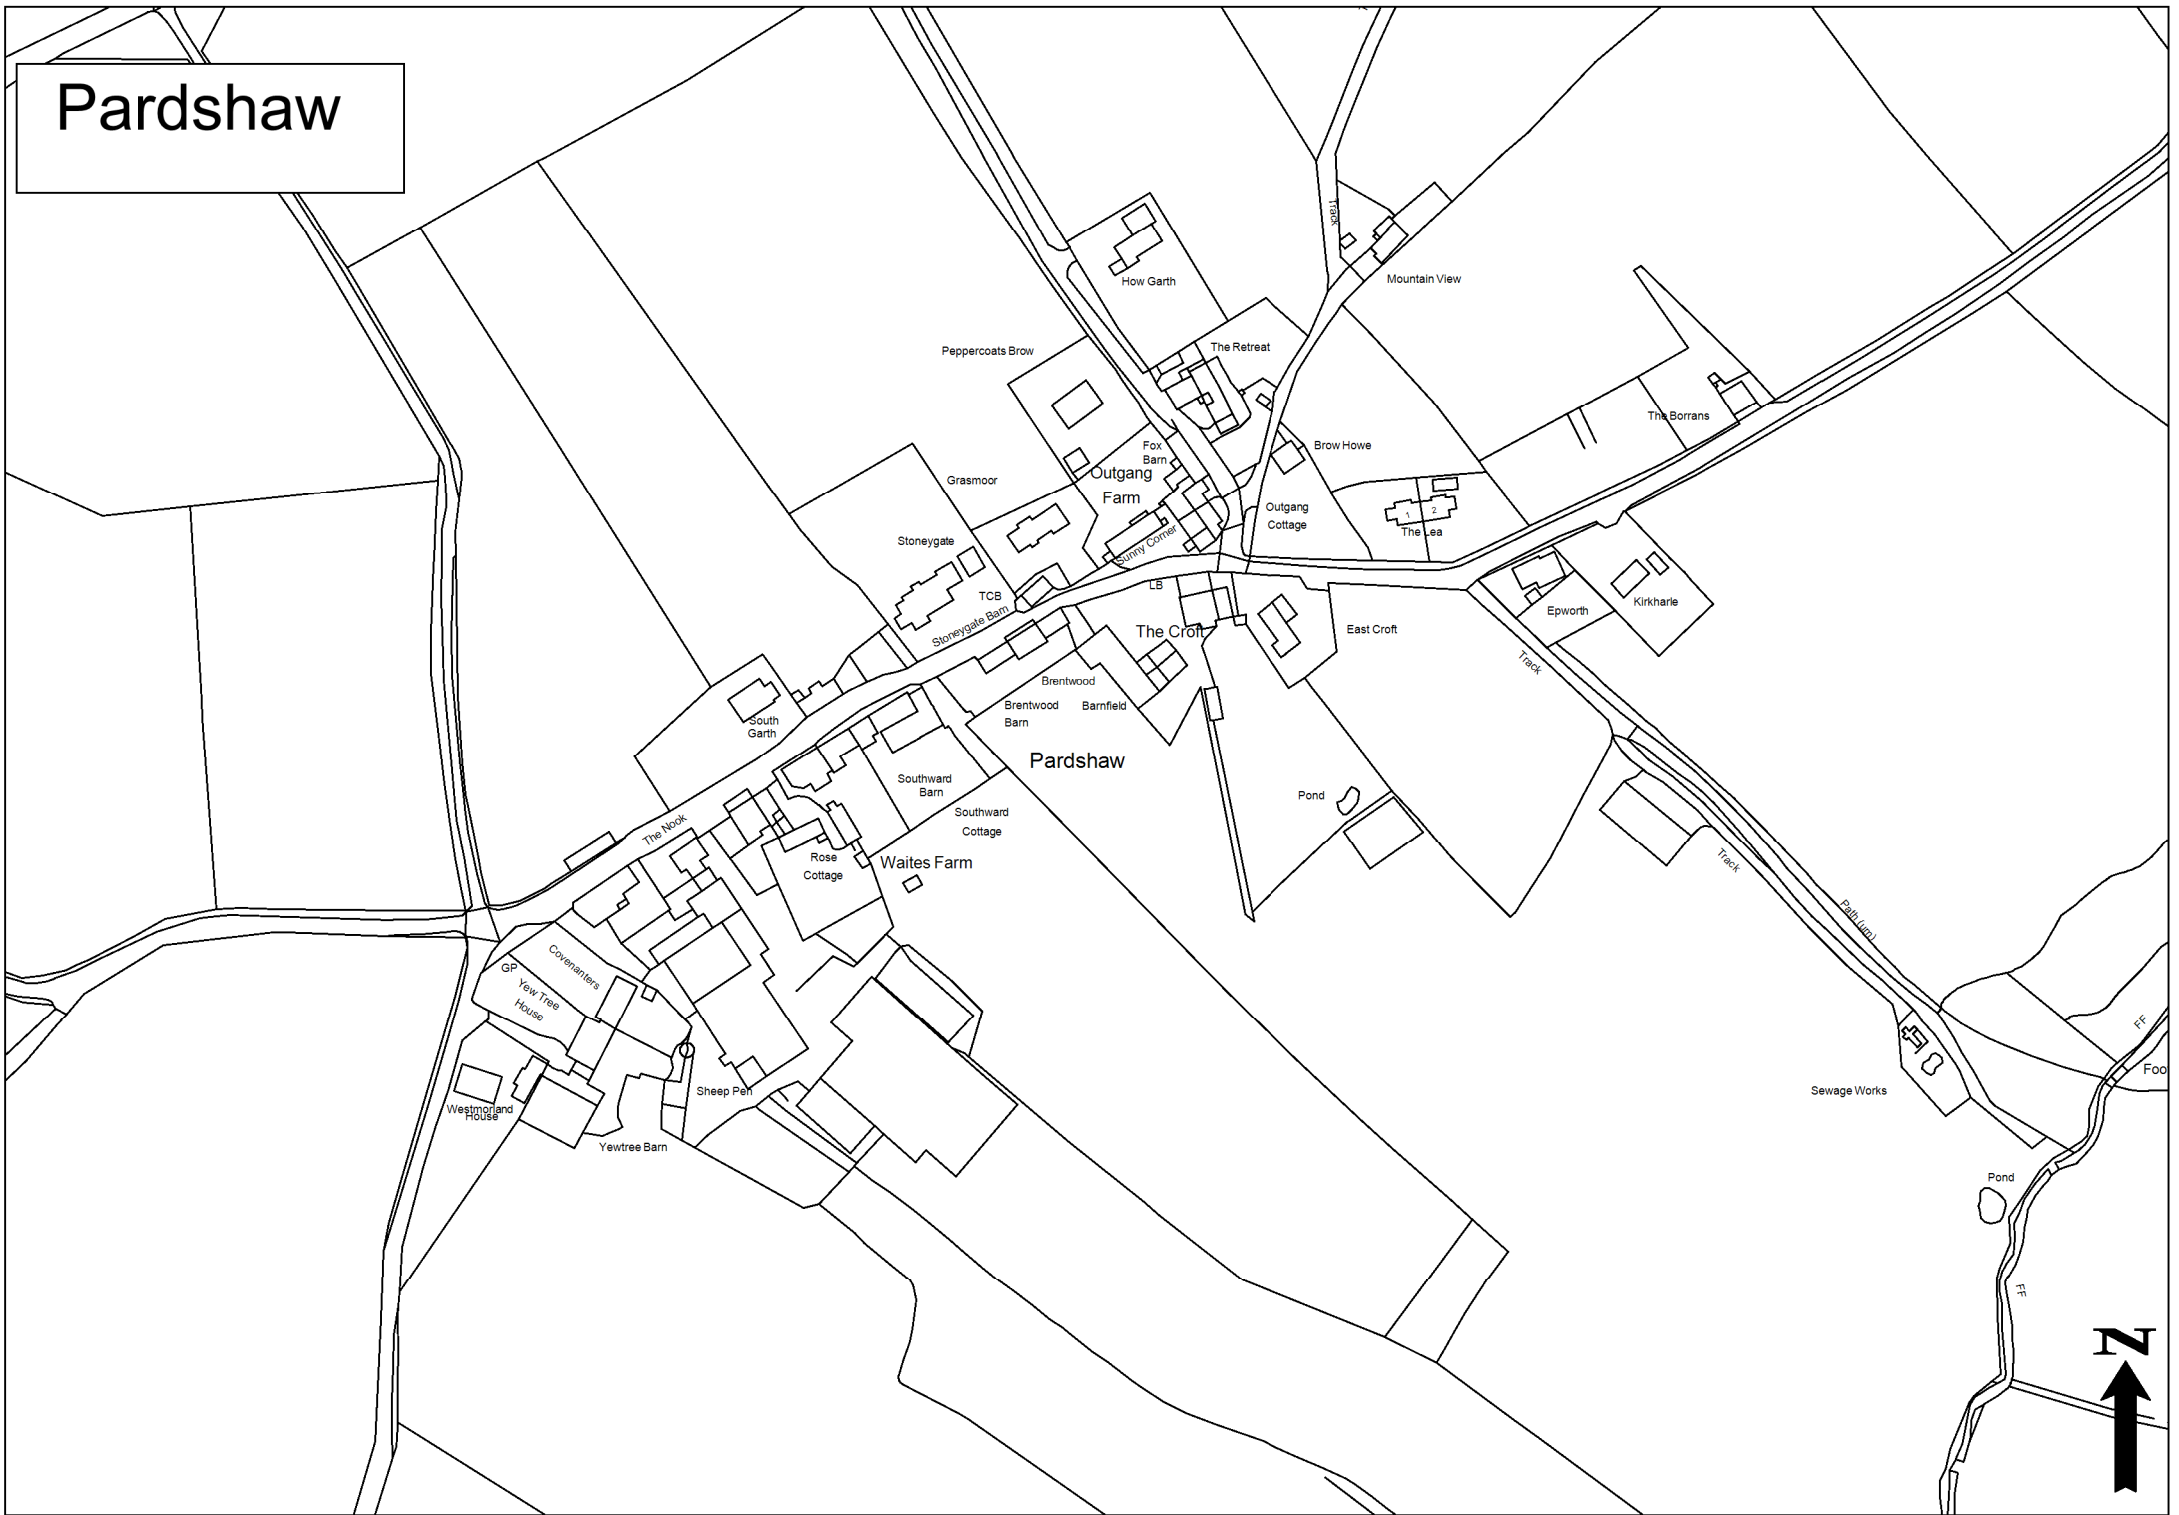 Pardshaw
Track
How Garth
Mountain View
Peppercoats Brow
The Retreat
The Borrans
Fox
Barn
Brow Howe
Outgang
Farm
Grasmoor
Outgang
Cottage
1
2
The Lea
Stoneygate
Sunny Corner
LB
TCB
Stoneygate Barn
Epworth
Kirkharle
The Croft
East Croft
Track
Brentwood
Brentwood
Barn
Barnfield
South
Garth
Pardshaw
Southward
Barn
Pond
Southward
Cottage
The Nook
Rose
Cottage
Waites Farm
Track
Path (um)
Covenanters
GP
Yew Tree
House
FF
Foo
Sewage Works
Sheep Pen
Westmorland
House
Yewtree Barn
Pond
FF
N